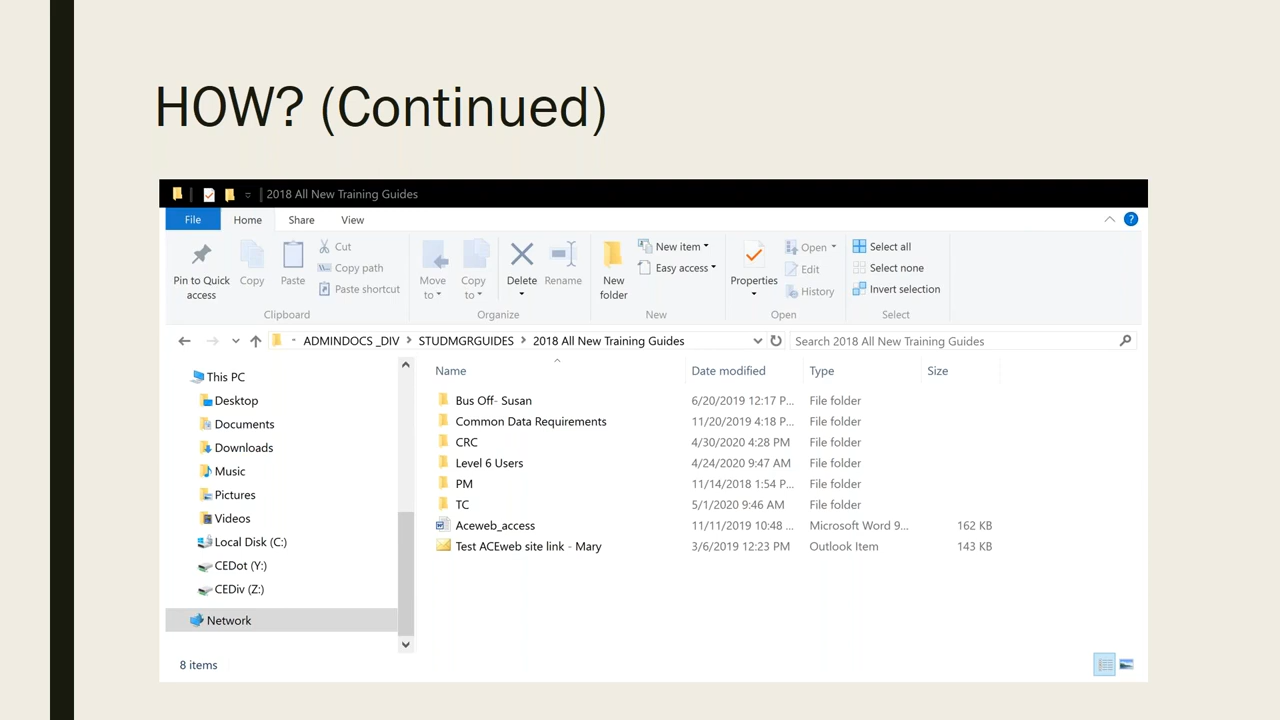 HOW? (Continued)
2018 All New Training Guides
File Home Share View
Pin to Quick access
Copy
Paste
Cut
Copy path
Paste shortcut
Clipboard
Move to
Copy to
Delete
Rename
Organize
New folder
New item
Easy access
New
Properties
Open
Edit
History
Open
Select all
Select none
Invert selection
Select
ADMINDOCS _DIV > STUDMGRGUIDES > 2018 All New Training Guides
Search 2018 All New Training Guides
This PC
Desktop
Documents
Downloads
Music
Pictures
Videos
Local Disk (C:)
CEDot (Y:)
CEDiv (Z:)
Network
Name Date modified Type Size
Bus Off- Susan 6/20/2019 12:17 P... File folder
Common Data Requirements 11/20/2019 4:18 P... File folder
CRC 4/30/2020 4:28 PM File folder
Level 6 Users 4/24/2020 9:47 AM File folder
PM 11/14/2018 1:54 P... File folder
TC 5/1/2020 9:46 AM File folder
Aceweb_access 11/11/2019 10:48 ... Microsoft Word 9... 162 KB
Test ACEweb site link - Mary 3/6/2019 12:23 PM Outlook Item 143 KB
8 items